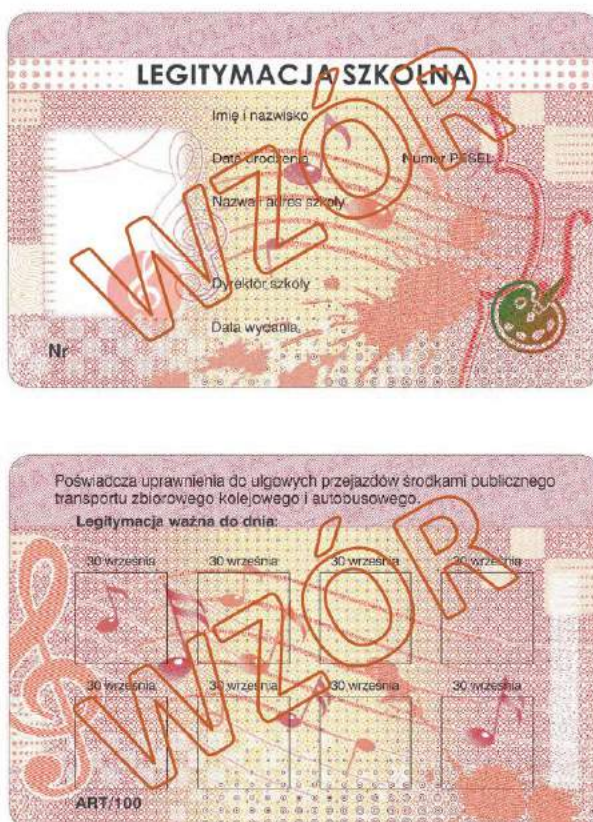 LEGITYMACJA SZKOLNA
Imię i nazwisko
Data urodzenia Numer PESEL
Nazwa i adres szkoły
Dyrektor szkoły
Data wydania
Nr
WZÓR
Poświadcza uprawnienia do ulgowych przejazdów środkami publicznego
transportu zbiorowego kolejowego i autobusowego.
Legitymacja ważna do dnia:
30 września 30 września 30 września 30 września
30 września 30 września 30 września 30 września
ART/100
WZÓR